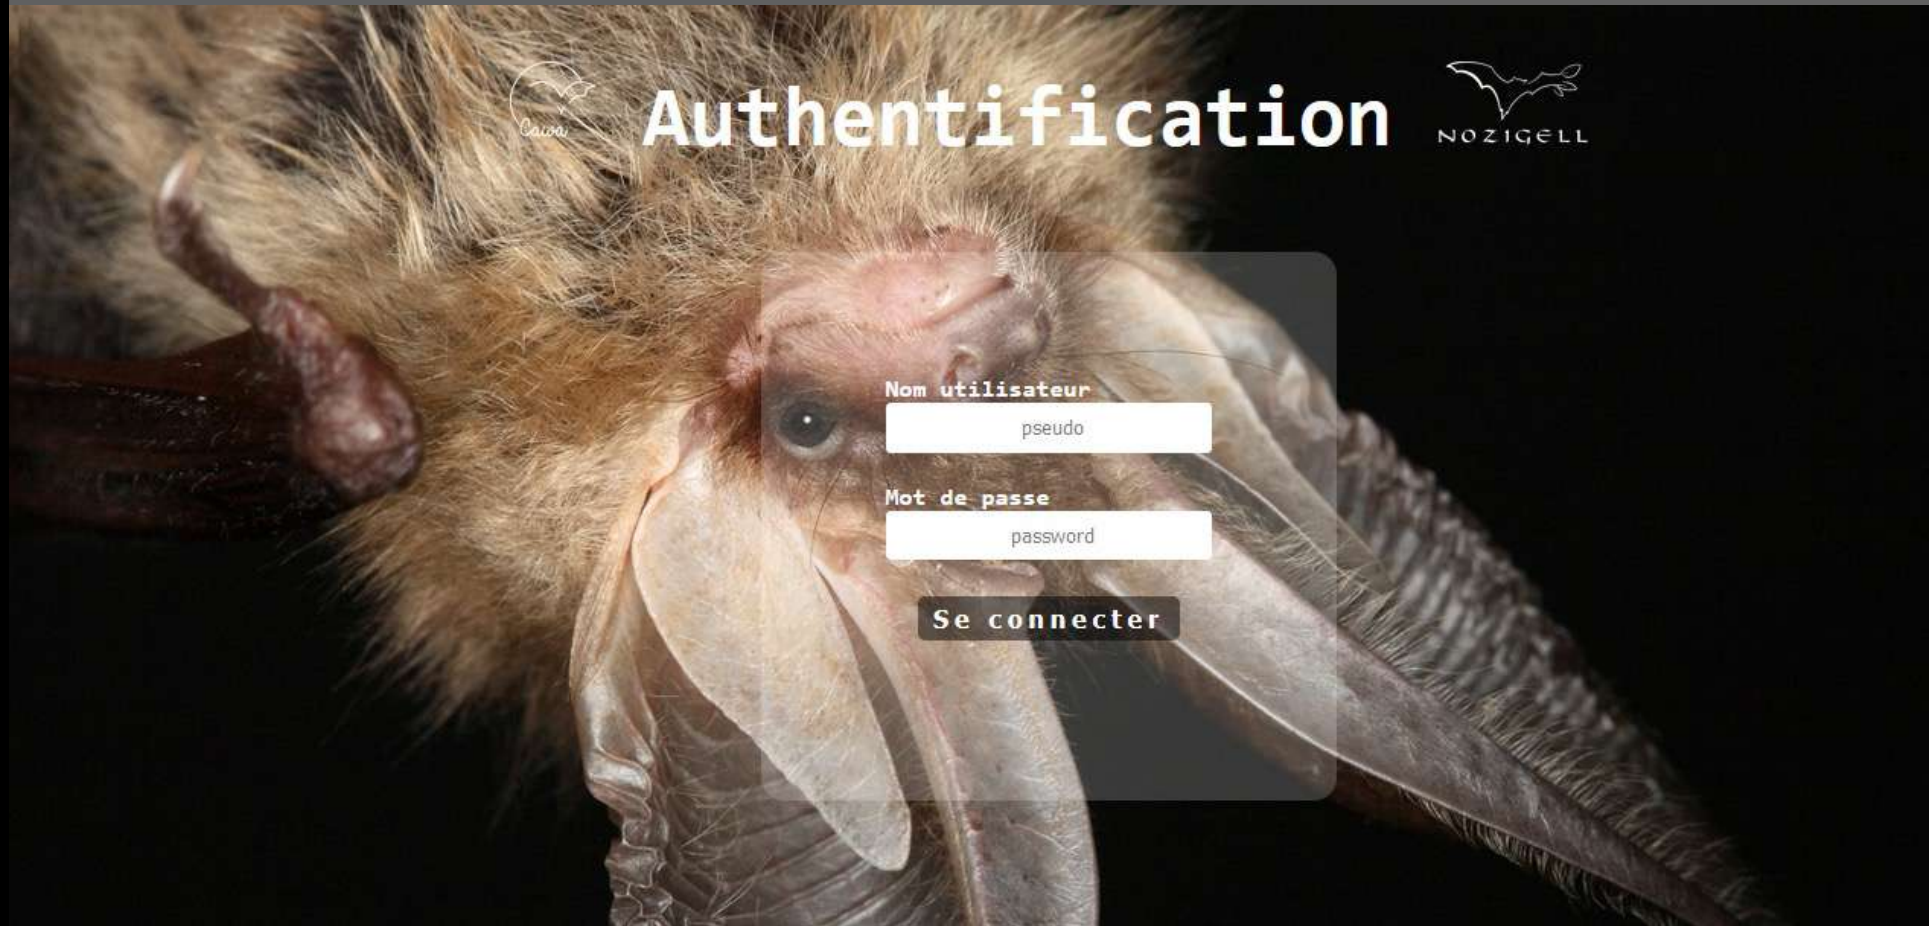 Cawa
Authentification
NOZIGELL
Nom utilisateur
pseudo
Mot de passe
password
Se connecter